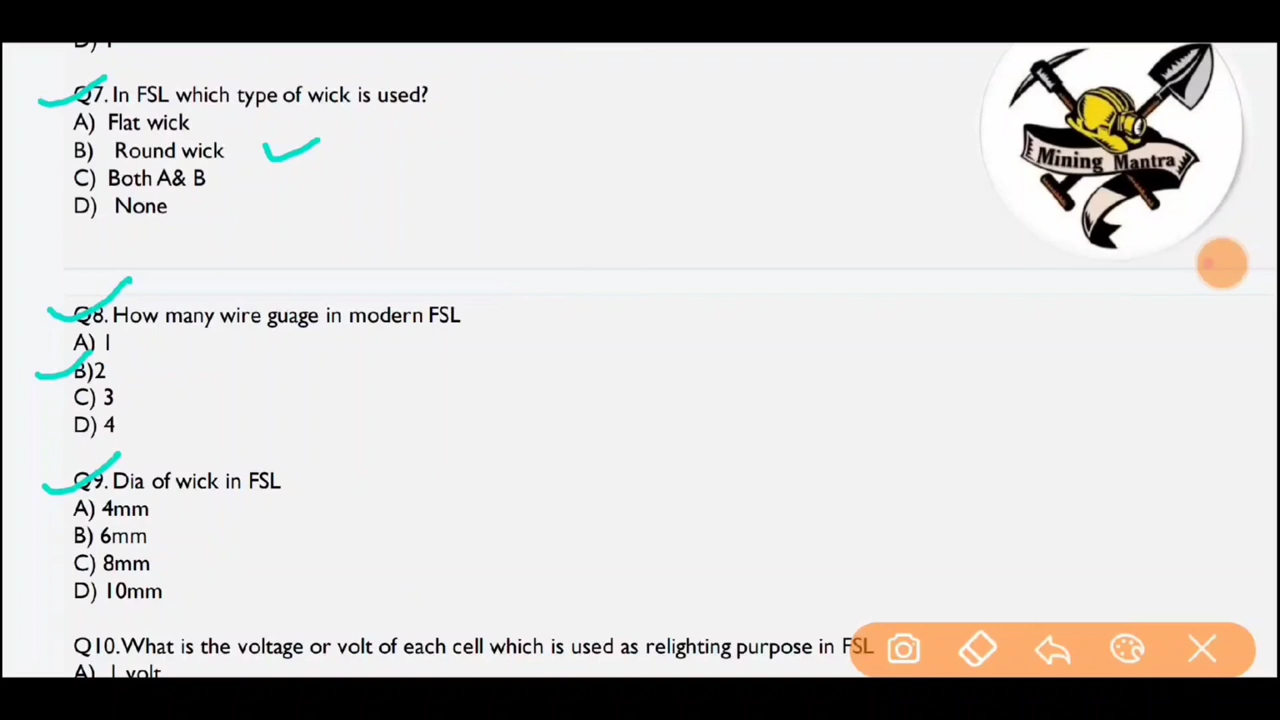 D) 1
Q7. In FSL which type of wick is used?
A) Flat wick
B) Round wick
C) Both A& B
D) None
Mining Mantra
Q8. How many wire guage in modern FSL
A) 1
B)2
C) 3
D) 4
Q9. Dia of wick in FSL
A) 4mm
B) 6mm
C) 8mm
D) 10mm
Q10.What is the voltage or volt of each cell which is used as relighting purpose in FSL
A) 1 volt